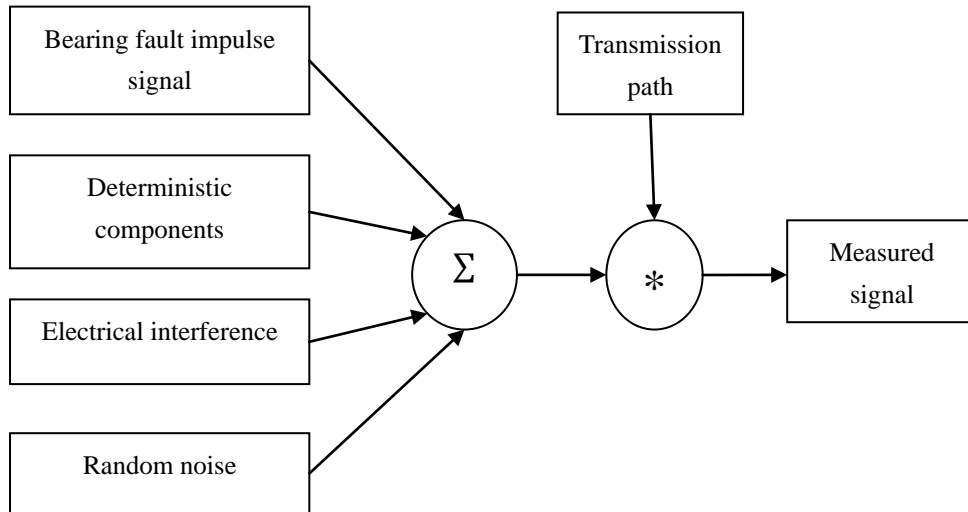 Bearing fault impulse
signal
Transmission
path
Deterministic
components
Σ
*
Measured
signal
Electrical interference
Random noise